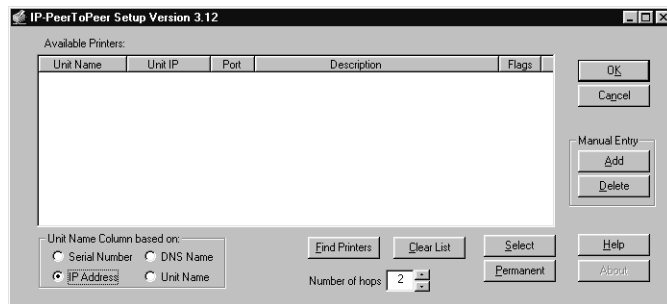 IP-PeerToPeer Setup Version 3.12
Available Printers:
Unit Name Unit IP Port Description Flags
OK
Cancel
Manual Entry
Add
Delete
Unit Name Column based on:
Serial Number DNS Name
IP Address Unit Name
Find Printers Clear List Select Help
Number of hops 2 Permanent About